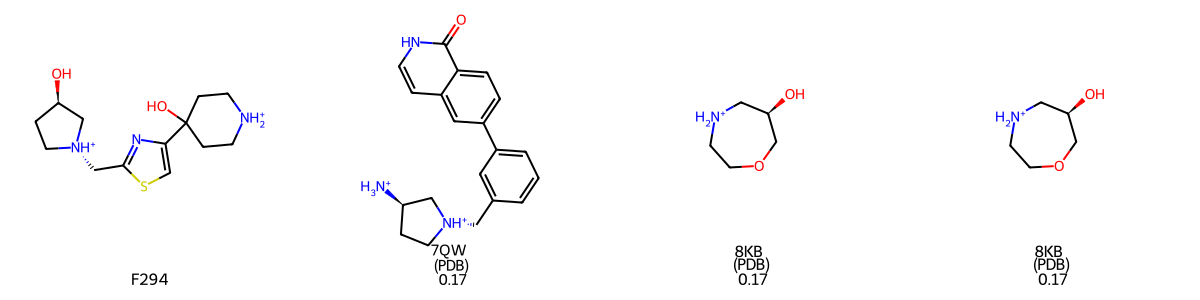 OH
HO
N
NH+
S
NH2+
F294
O
HN
H3N+
NH+
7QW
(PDB)
0.17
H2N+
OH
O
8KB
(PDB)
0.17
H2N+
OH
O
8KB
(PDB)
0.17